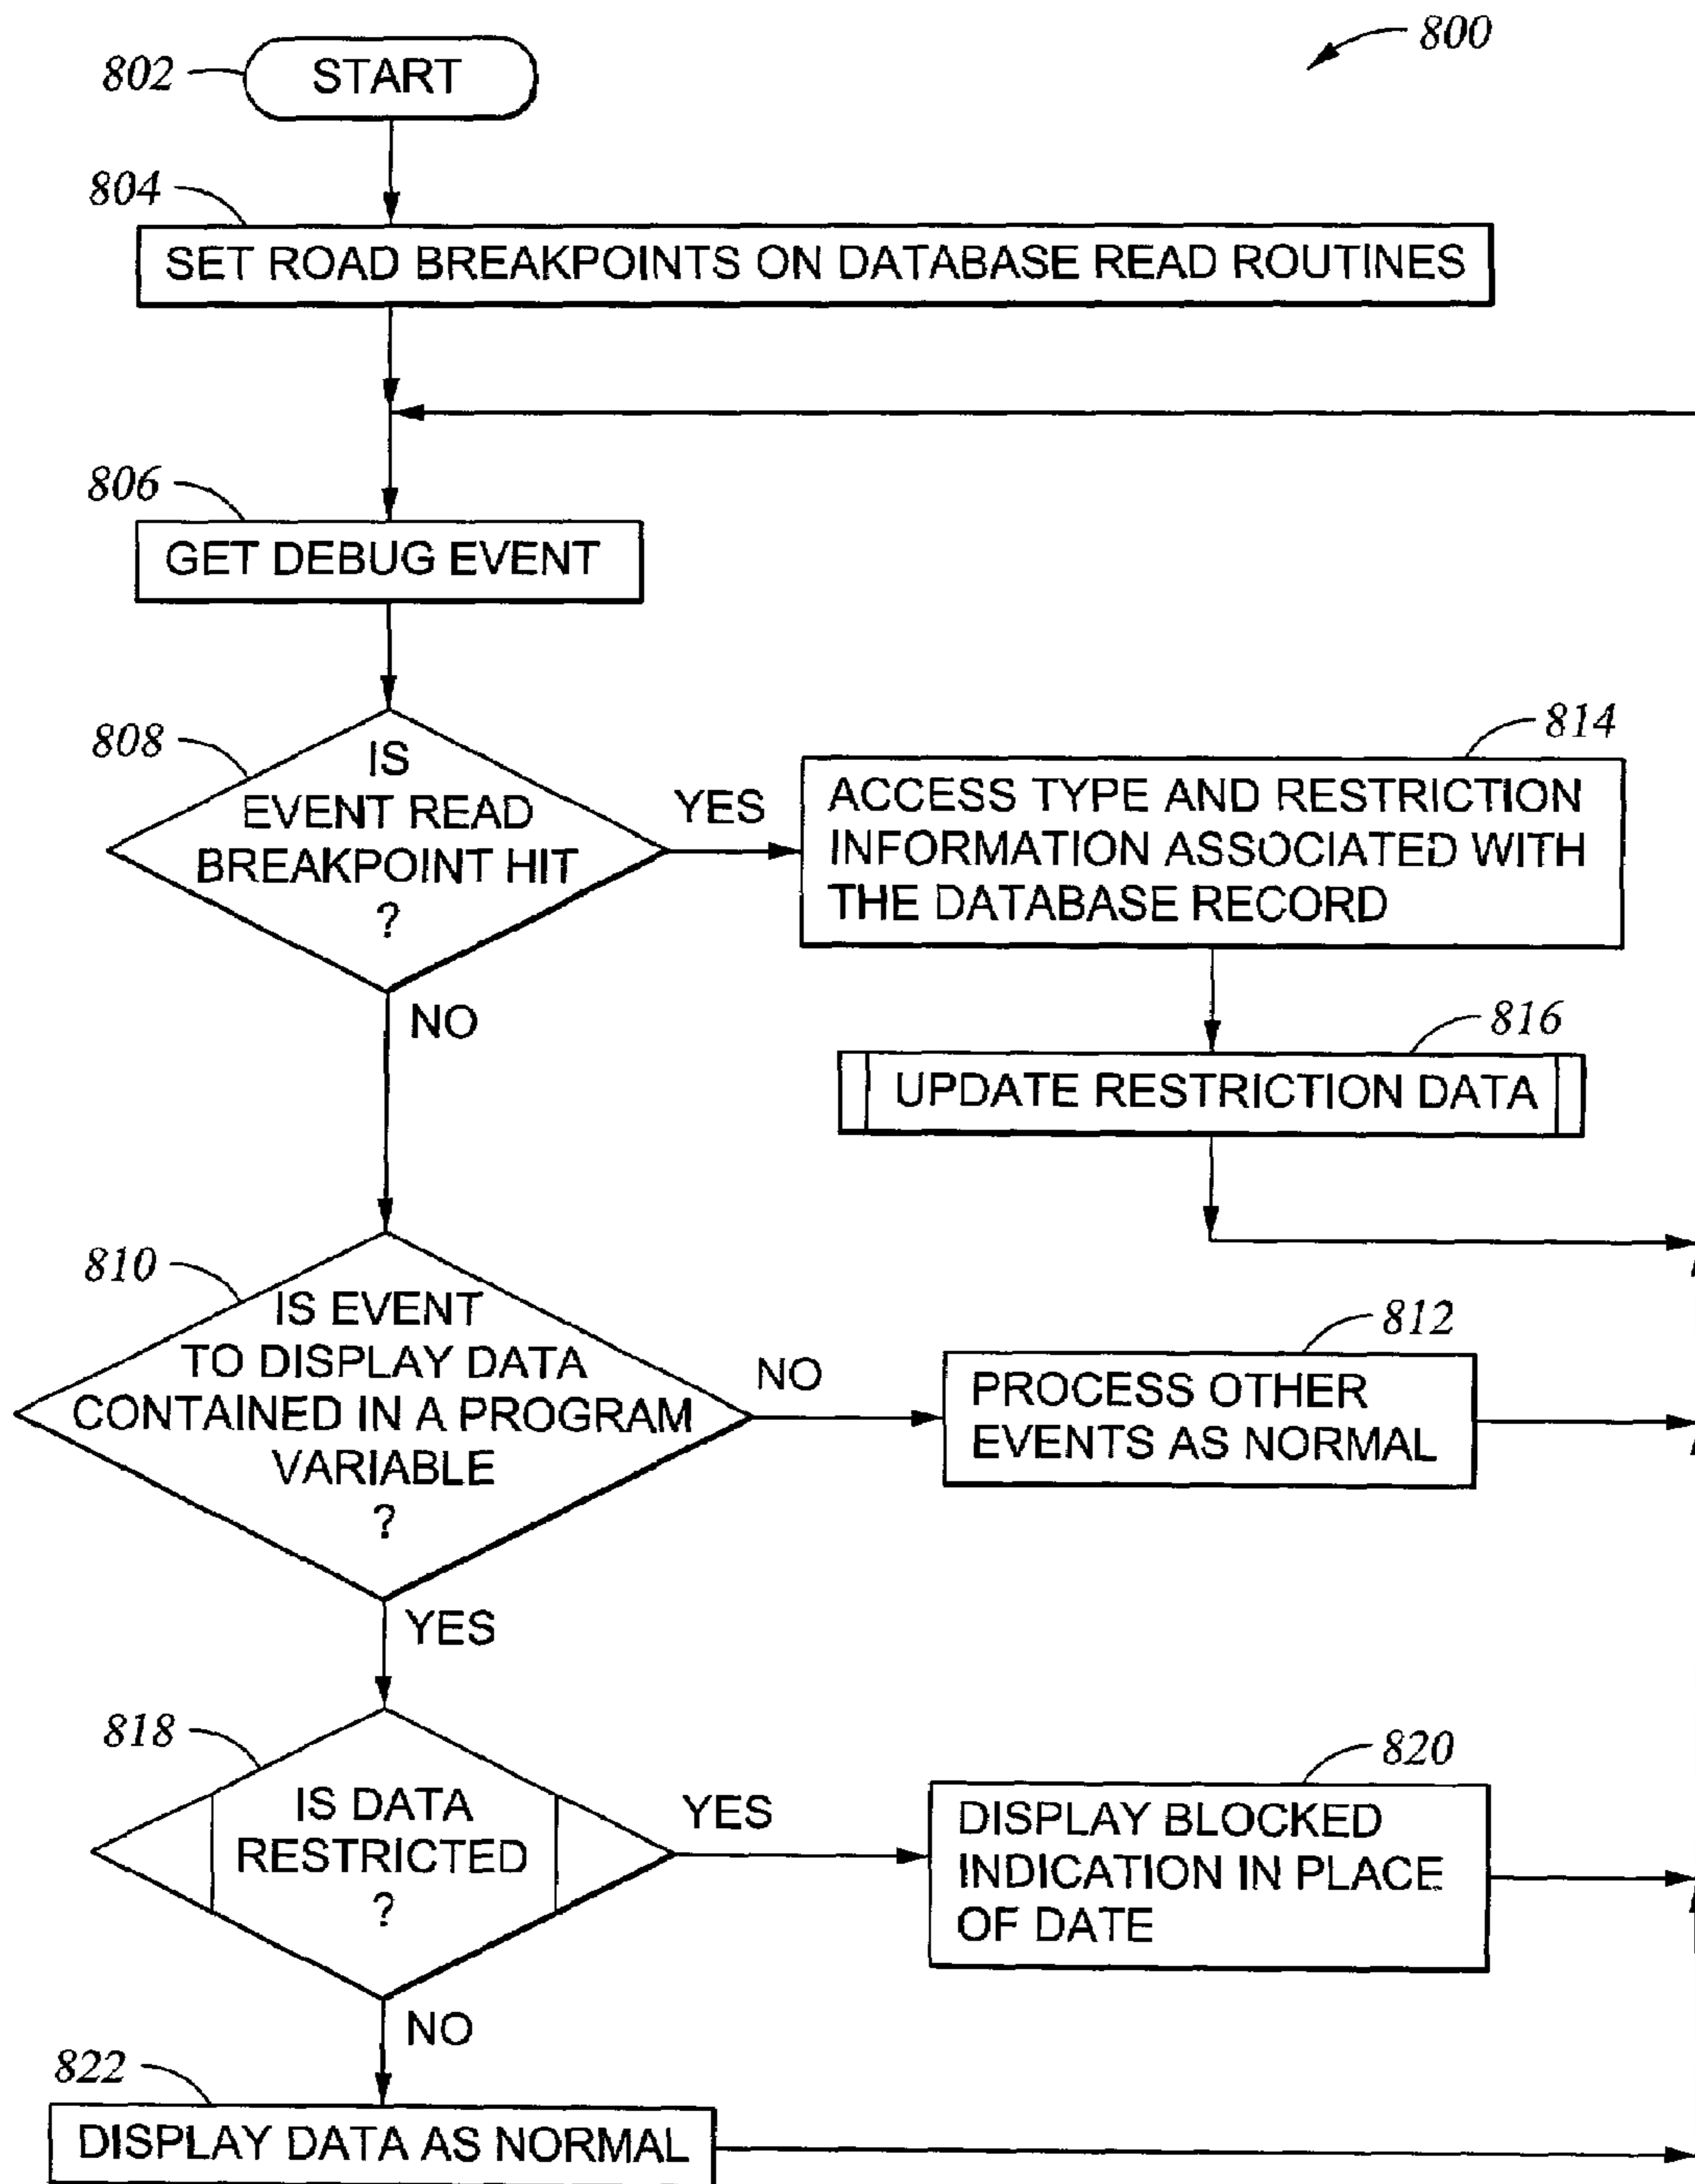 800
802
START
804
SET ROAD BREAKPOINTS ON DATABASE READ ROUTINES
806
GET DEBUG EVENT
808
IS
EVENT READ
BREAKPOINT HIT
?
YES
814
ACCESS TYPE AND RESTRICTION
INFORMATION ASSOCIATED WITH
THE DATABASE RECORD
NO
816
UPDATE RESTRICTION DATA
810
IS EVENT
TO DISPLAY DATA
CONTAINED IN A PROGRAM
VARIABLE
?
NO
812
PROCESS OTHER
EVENTS AS NORMAL
YES
818
IS DATA
RESTRICTED
?
YES
820
DISPLAY BLOCKED
INDICATION IN PLACE
OF DATE
NO
822
DISPLAY DATA AS NORMAL